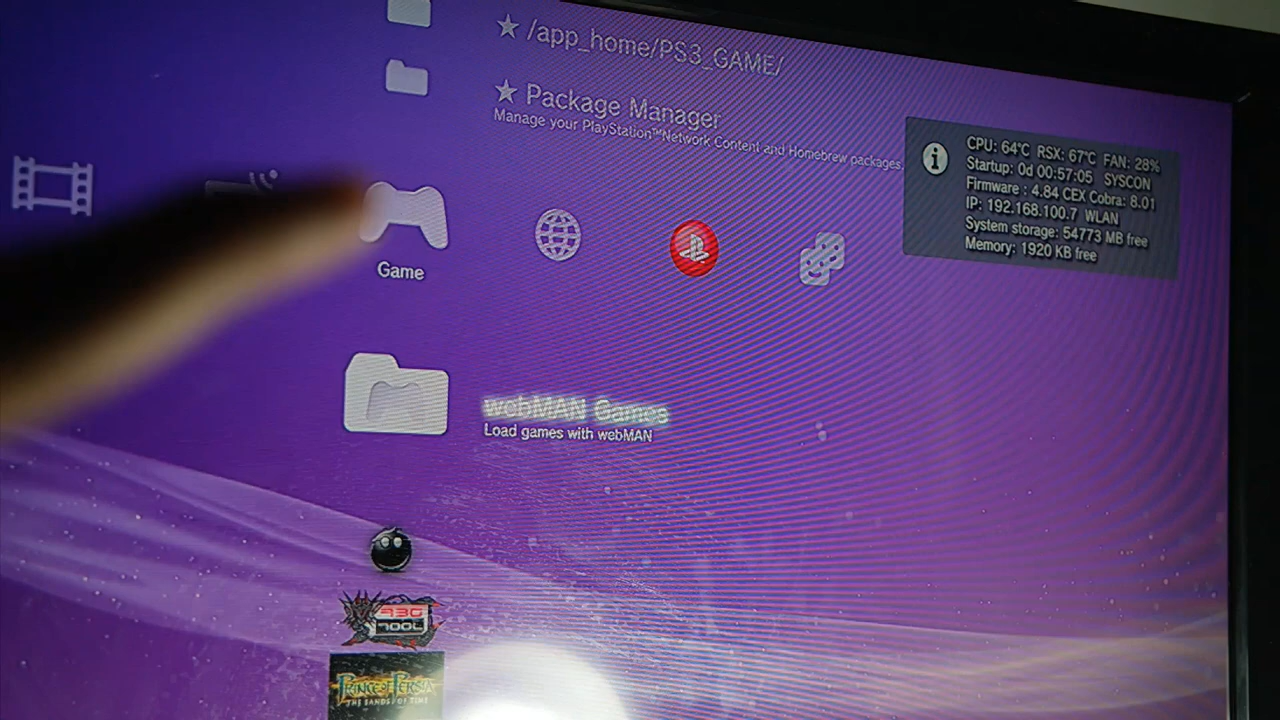 ★ /app_home/PS3_GAME/
★ Package Manager
Manage your PlayStation™Network Content and Homebrew packages.
CPU: 64°C RSX: 67°C FAN: 28%
Startup: 0d 00:57:05 SYSCON
Firmware : 4.84 CEX Cobra: 8.01
IP: 192.168.100.7 WLAN
System storage: 54773 MB free
Memory: 1920 KB free
Game
webMAN Games
Load games with webMAN
TOOL
PRINCE OF PERSIA
THE SANDS OF TIME